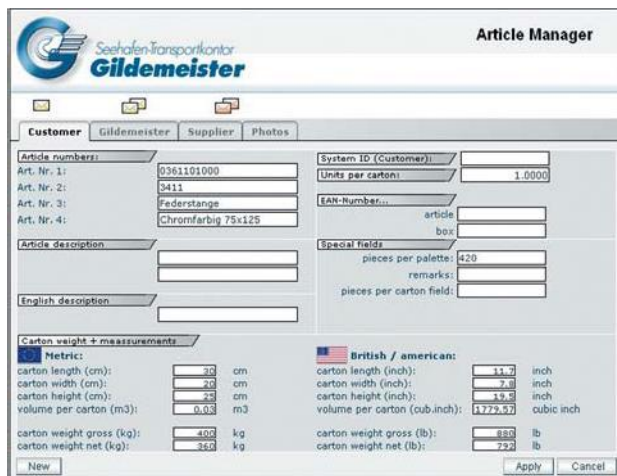 Seehafen-Transportkontor
Gildemeister
Article Manager
Customer Gildemeister Supplier Photos
Article numbers:
Art. Nr. 1: 0361101000
Art. Nr. 2: 3411
Art. Nr. 3: Federstange
Art. Nr. 4: Chromfarbig 75x125
System ID (Customer):
Units per carton: 1.0000
EAN-Number...
article
box
Article description
Special fields
pieces per palette: 420
remarks:
pieces per carton field:
English description
Carton weight + meassurements
Metric:
carton length (cm): 30 cm
carton width (cm): 20 cm
carton height (cm): 25 cm
volume per carton (m3): 0.03 m3
carton weight gross (kg): 400 kg
carton weight net (kg): 360 kg
British / american:
carton length (inch): 11.7 inch
carton width (inch): 7.8 inch
carton height (inch): 19.5 inch
volume per carton (cub.inch): 1779.57 cubic inch
carton weight gross (lb): 880 lb
carton weight net (lb): 792 lb
New Apply Cancel